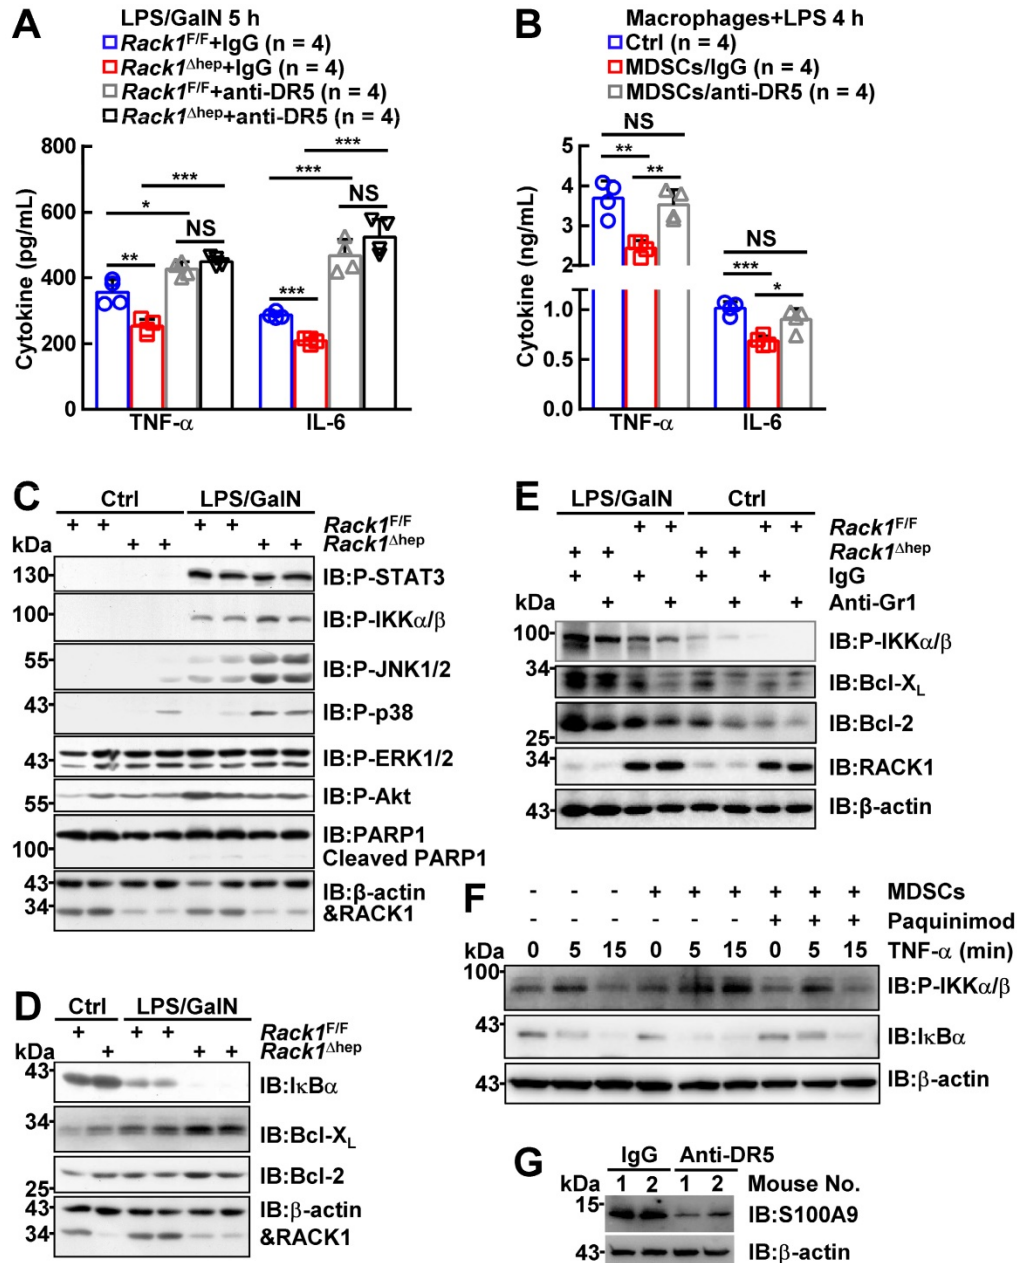 A
LPS/GalN 5 h
Rack1F/F+IgG (n = 4)
Rack1Δhep+IgG (n = 4)
Rack1F/F+anti-DR5 (n = 4)
Rack1Δhep+anti-DR5 (n = 4)
Cytokine (pg/mL)
800
600
400
200
0
*** 
***
***
*
NS
NS
**
***
TNF-α IL-6
B
Macrophages+LPS 4 h
Ctrl (n = 4)
MDSCs/IgG (n = 4)
MDSCs/anti-DR5 (n = 4)
Cytokine (ng/mL)
5
4
3
2
1.0
0.5
0.0
NS
**
**
NS
***
*
TNF-α IL-6
C
Ctrl LPS/GalN
+ + + + Rack1F/F
kDa + + + + Rack1Δhep
130 IB:P-STAT3
100 IB:P-IKKα/β
55 IB:P-JNK1/2
43 IB:P-p38
43 IB:P-ERK1/2
55 IB:P-Akt
IB:PARP1
100 Cleaved PARP1
43 IB:β-actin
34 &RACK1
D
Ctrl LPS/GalN
+ + + Rack1F/F
kDa + + + Rack1Δhep
43 IB:IκBα
34 IB:Bcl-XL
25 IB:Bcl-2
43 IB:β-actin
34 &RACK1
E
LPS/GalN Ctrl
+ + + + Rack1F/F
+ + + + Rack1Δhep
+ + + + IgG
kDa + + + + Anti-Gr1
100 IB:P-IKKα/β
34 IB:Bcl-XL
25 IB:Bcl-2
34 IB:RACK1
43 IB:β-actin
F
- - - + + + + + + MDSCs
- - - - - - + + + Paquinimod
kDa 0 5 15 0 5 15 0 5 15 TNF-α (min)
100 IB:P-IKKα/β
43 IB:IκBα
43 IB:β-actin
G
IgG Anti-DR5
kDa 1 2 1 2 Mouse No.
15 IB:S100A9
43 IB:β-actin